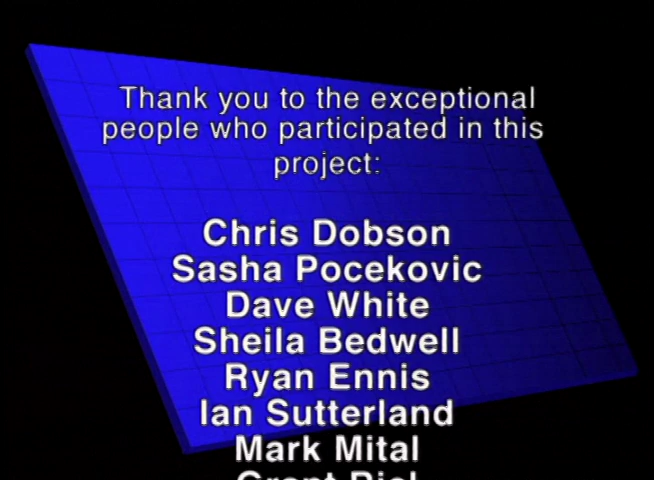 Thank you to the exceptional
people who participated in this
project:
Chris Dobson
Sasha Pocekovic
Dave White
Sheila Bedwell
Ryan Ennis
Ian Sutterland
Mark Mital